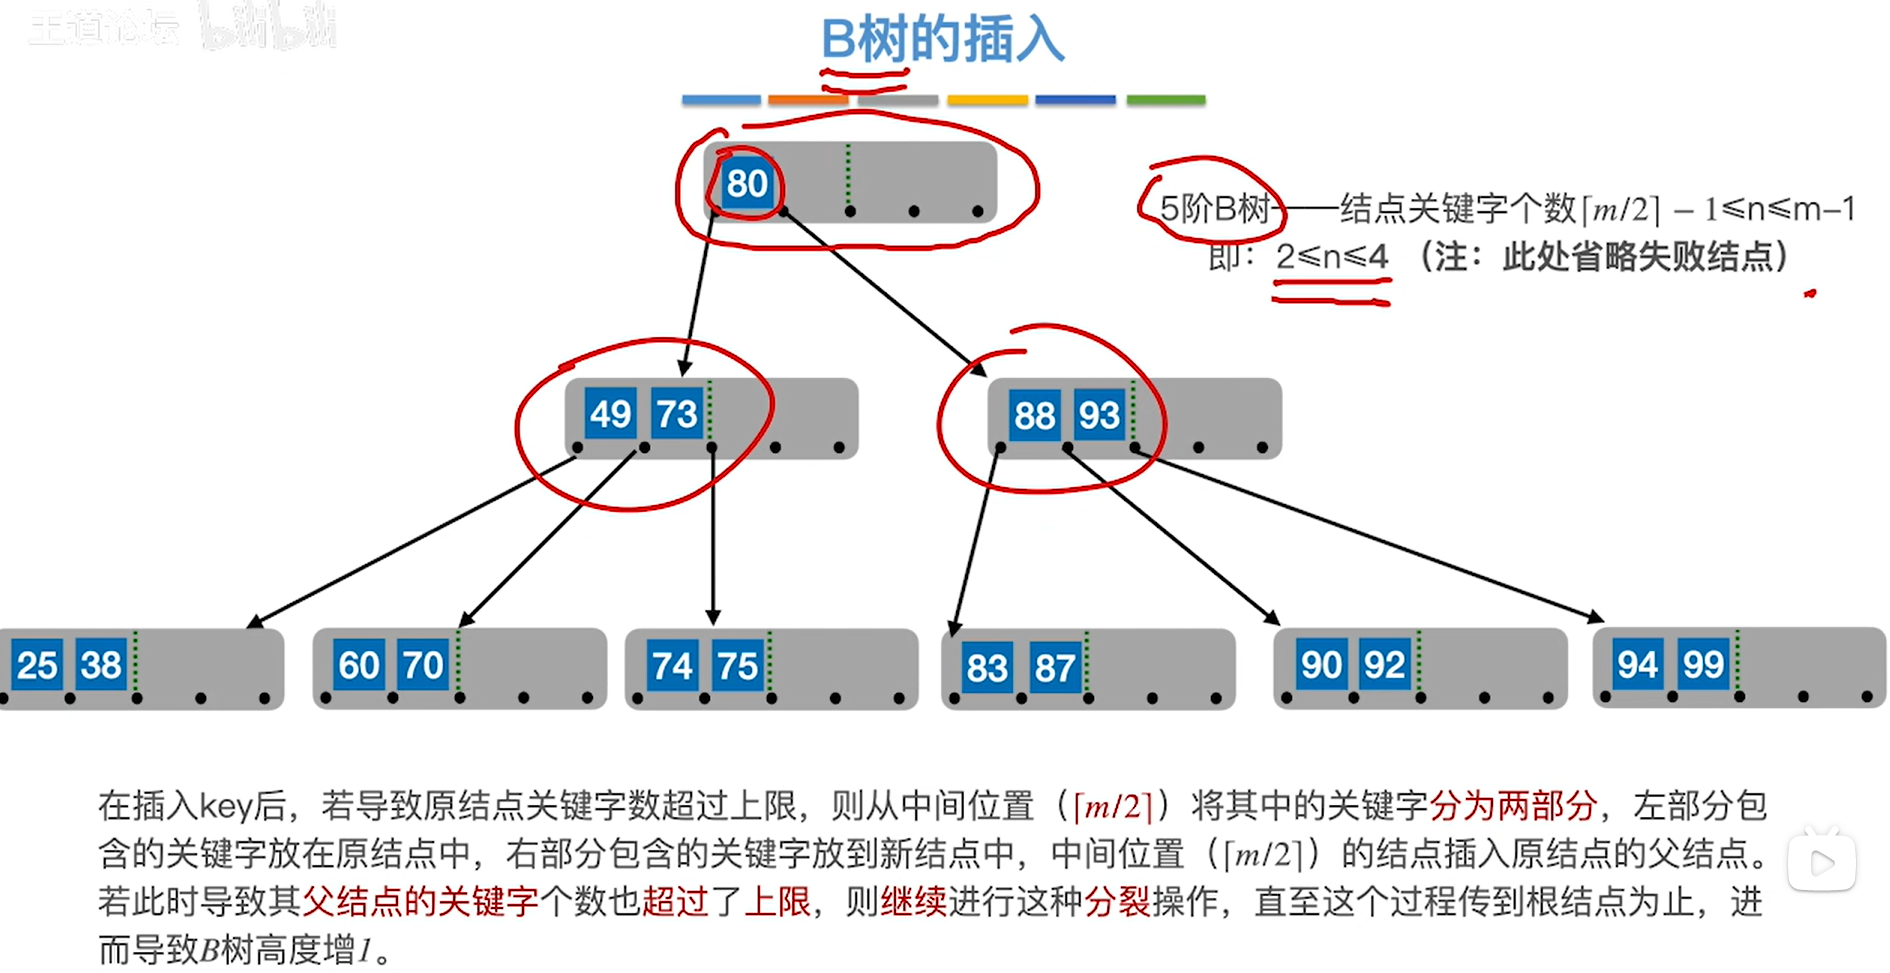 王道论坛 bilibili
B树的插入
80
5阶B树——结点关键字个数⌈m/2⌉ – 1≤n≤m–1
即：2≤n≤4 （注：此处省略失败结点）
49 73
88 93
25 38
60 70
74 75
83 87
90 92
94 99
在插入key后，若导致原结点关键字数超过上限，则从中间位置（⌈m/2⌉）将其中的关键字分为两部分，左部分包
含的关键字放在原结点中，右部分包含的关键字放到新结点中，中间位置（⌈m/2⌉）的结点插入原结点的父结点。
若此时导致其父结点的关键字个数也超过了上限，则继续进行这种分裂操作，直至这个过程传到根结点为止，进
而导致B树高度增1。